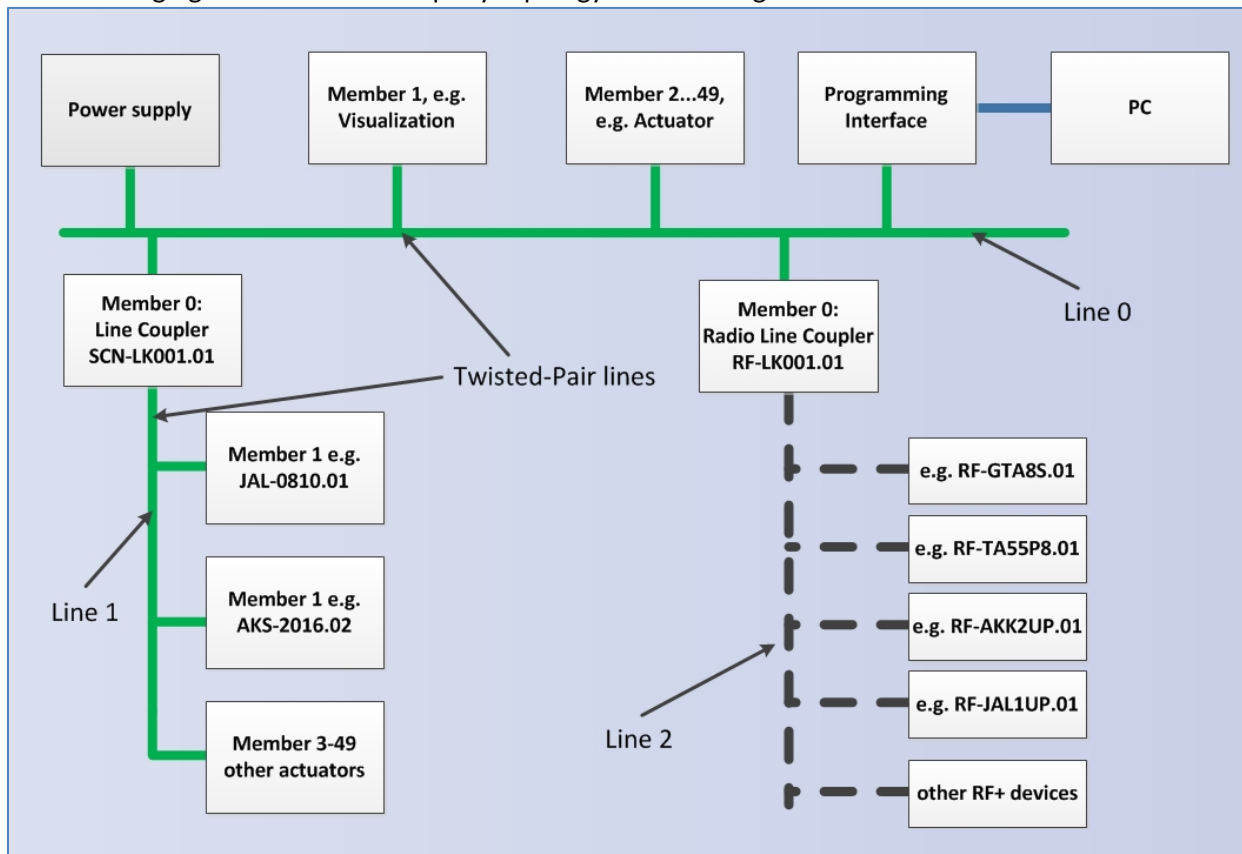 Power supply
Member 1, e.g.
Visualization
Member 2...49,
e.g. Actuator
Programming
Interface
PC
Member 0:
Line Coupler
SCN-LK001.01
Member 0:
Radio Line Coupler
RF-LK001.01
Line 0
Twisted-Pair lines
Member 1 e.g.
JAL-0810.01
e.g. RF-GTA8S.01
e.g. RF-TA55P8.01
Line 1
Member 1 e.g.
AKS-2016.02
e.g. RF-AKK2UP.01
e.g. RF-JAL1UP.01
Line 2
Member 3-49
other actuators
other RF+ devices